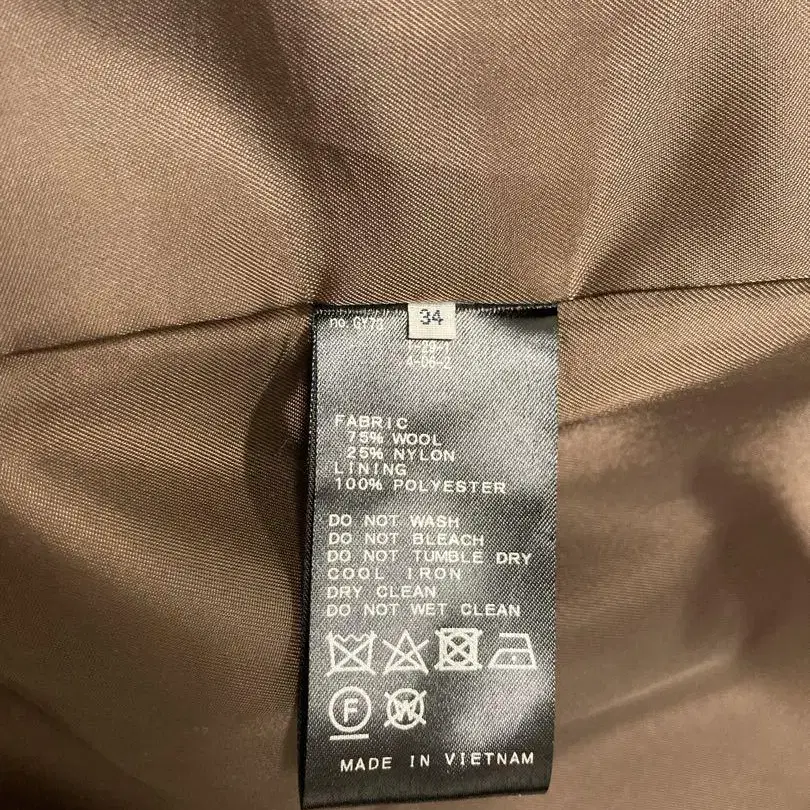 34
FABRIC
75% WOOL
25% NYLON
LINING
100% POLYESTER
DO NOT WASH
DO NOT BLEACH
DO NOT TUMBLE DRY
COOL IRON
DRY CLEAN
DO NOT WET CLEAN
F W
MADE IN VIETNAM